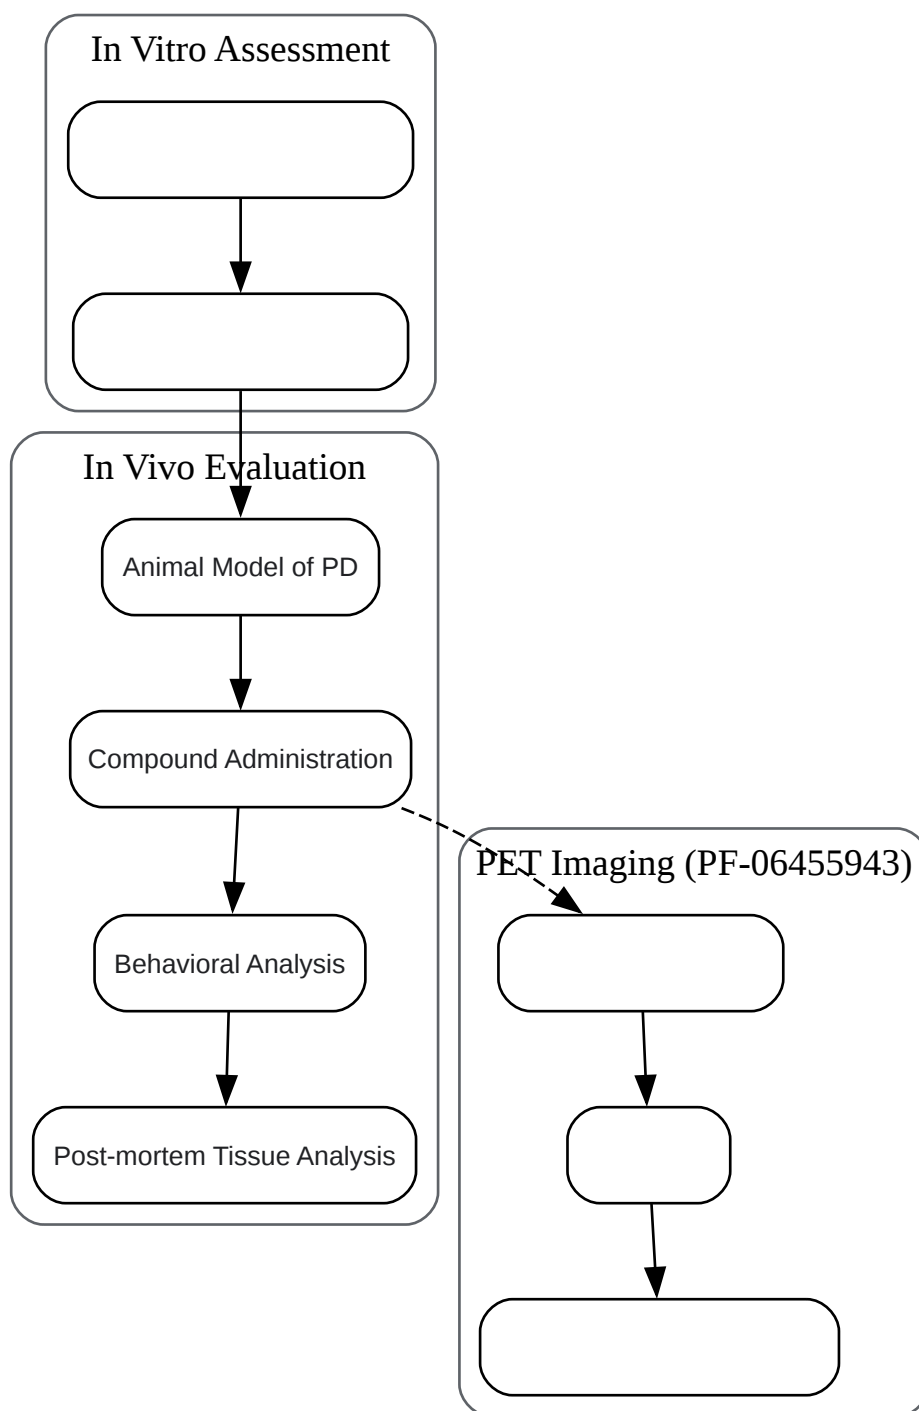 In Vitro Assessment
In Vivo Evaluation
Animal Model of PD
Compound Administration
PET Imaging (PF-06455943)
Behavioral Analysis
Post-mortem Tissue Analysis